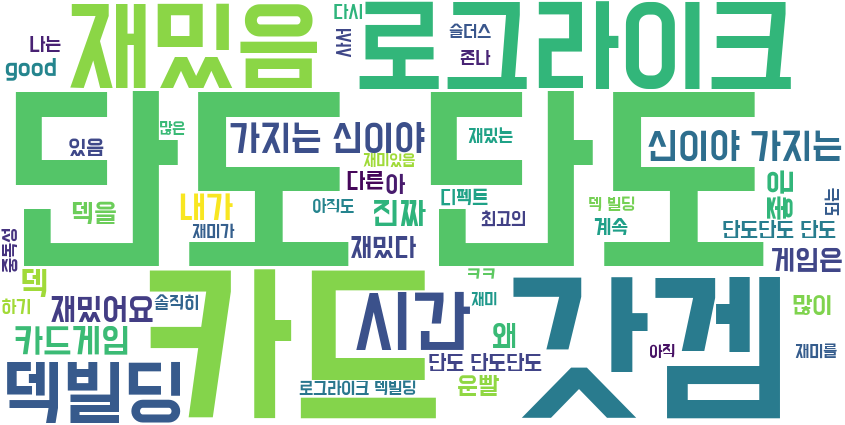 재밌음 로그라이크
다시
나는
good
역시
슬더스
존나
단도 단도
많은
있음
가지는 신이야
재밌는
신이야 가지는
재미있음
다른
아
내가
덱을
재미가
아직도
진짜
디펙트
최고의
덱 빌딩
계속
좋은
극도
단도단도 단도
중독성
재밌다
게임은
덱
하기
재밌어요
솔직히
카드
시간
ㅋㅋ
재미
갓겜
많이
왜
카드게임
덱빌딩
단도 단도단도
운빨
로그라이크 덱빌딩
아직
재미를